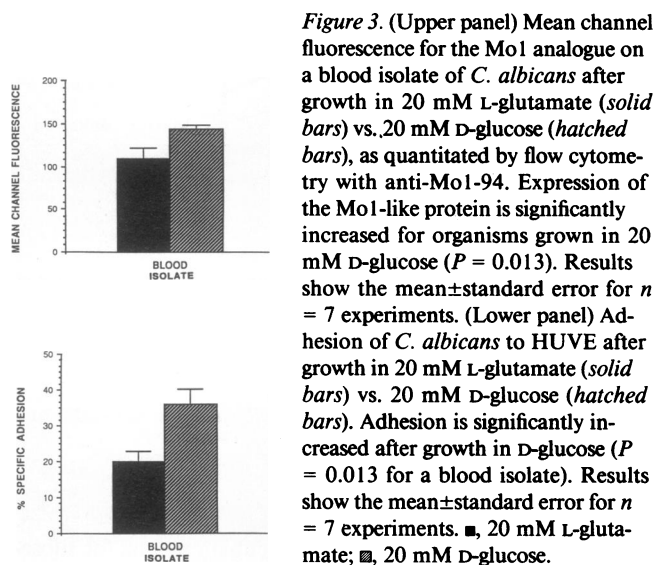 200
150
100
50
0
MEAN CHANNEL FLUORESCENCE
BLOOD
ISOLATE
50
40
30
20
10
0
% SPECIFIC ADHESION
BLOOD
ISOLATE
Figure 3. (Upper panel) Mean channel
fluorescence for the Mo1 analogue on
a blood isolate of C. albicans after
growth in 20 mM L-glutamate (solid
bars) vs. 20 mM D-glucose (hatched
bars), as quantitated by flow cytome-
try with anti-Mo1-94. Expression of
the Mo1-like protein is significantly
increased for organisms grown in 20
mM D-glucose (P = 0.013). Results
show the mean±standard error for n
= 7 experiments. (Lower panel) Ad-
hesion of C. albicans to HUVE after
growth in 20 mM L-glutamate (solid
bars) vs. 20 mM D-glucose (hatched
bars). Adhesion is significantly in-
creased after growth in D-glucose (P
= 0.013 for a blood isolate). Results
show the mean±standard error for n
= 7 experiments. ■, 20 mM L-gluta-
mate; ▨, 20 mM D-glucose.